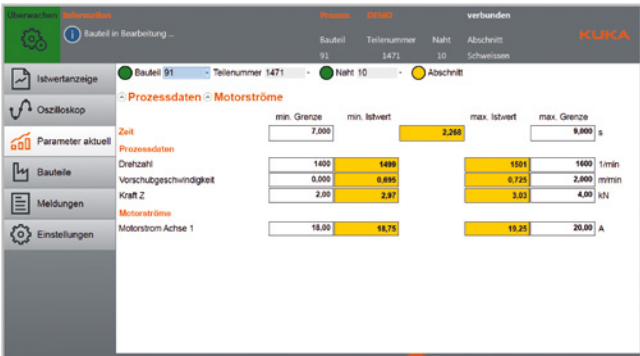 Überwachen Information Prozess DEMO verbunden
Bauteil in Bearbeitung ...
Bauteil Teilenummer Naht Abschnitt KUKA
91 1471 10 Schweissen
Istwertanzeige
Oszilloskop
Parameter aktuell
Bauteile
Meldungen
Einstellungen
Bauteil 91 - Teilenummer 1471 - Naht 10 - Abschnitt
Prozessdaten Motorströme
min. Grenze min. Istwert max. Istwert max. Grenze
Zeit 7,000 2,268 9,000 s
Prozessdaten
Drehzahl 1400 1499 1501 1600 1/min
Vorschubgeschwindigkeit 0,000 0,695 0,725 2,000 m/min
Kraft Z 2,00 2,97 3,03 4,00 kN
Motorströme
Motorstrom Achse 1 18,00 18,75 19,25 20,00 A